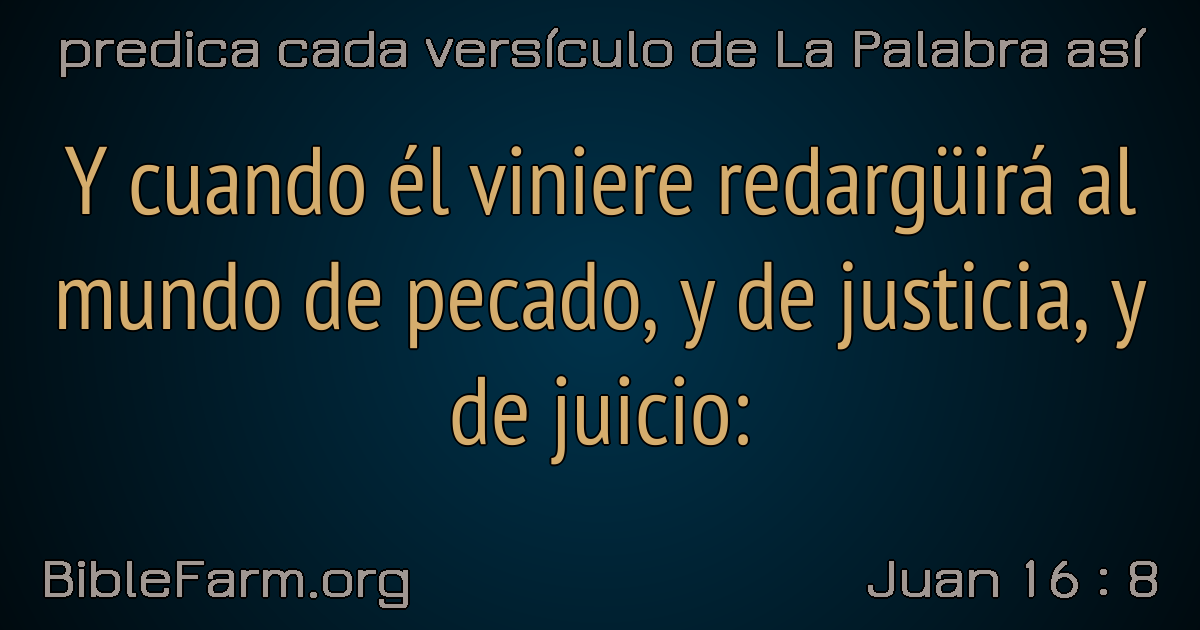 predica cada versículo de La Palabra así
Y cuando él viniere redargüirá al
mundo de pecado, y de justicia, y
de juicio:
BibleFarm.org
Juan 16 : 8